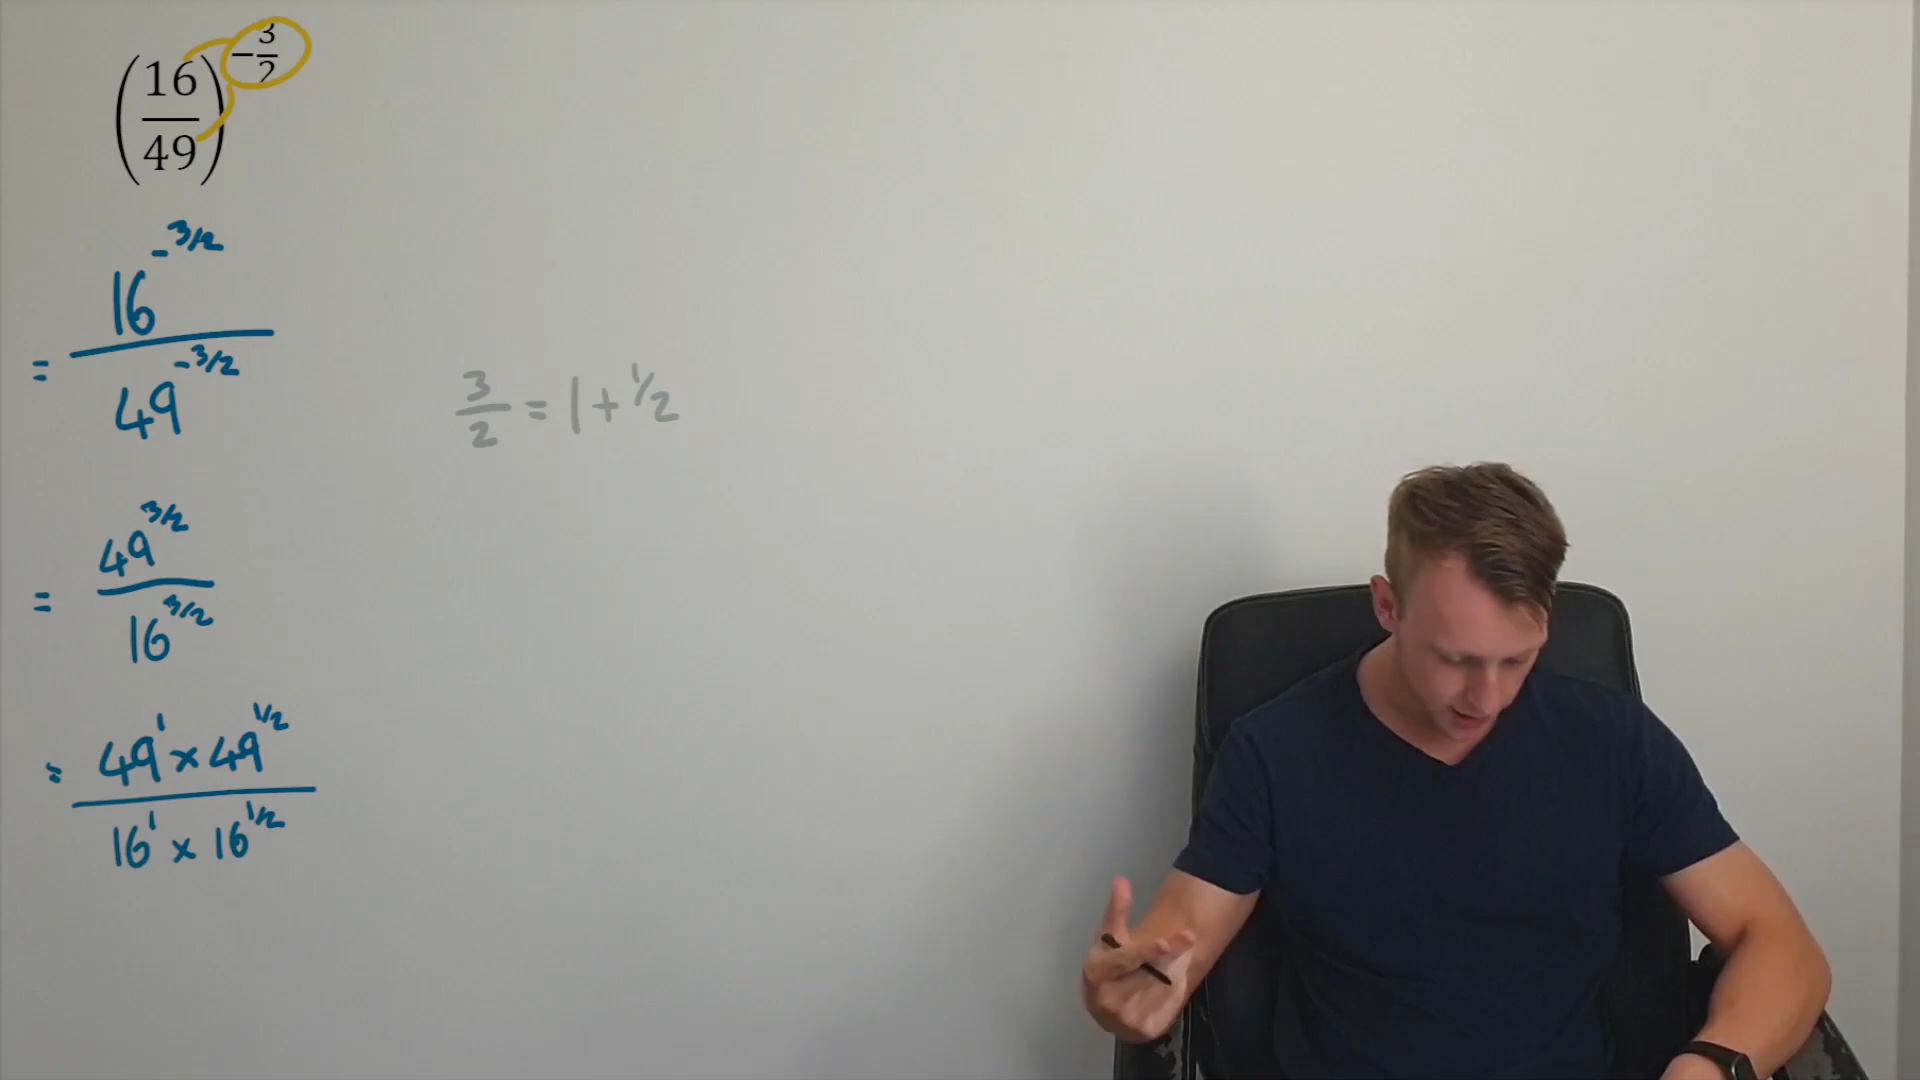 (16/49)^-3/2
= 16^-3/2 / 49^-3/2
3/2 = 1 + 1/2
= 49^3/2 / 16^3/2
= 49^1 × 49^1/2 / 16^1 × 16^1/2